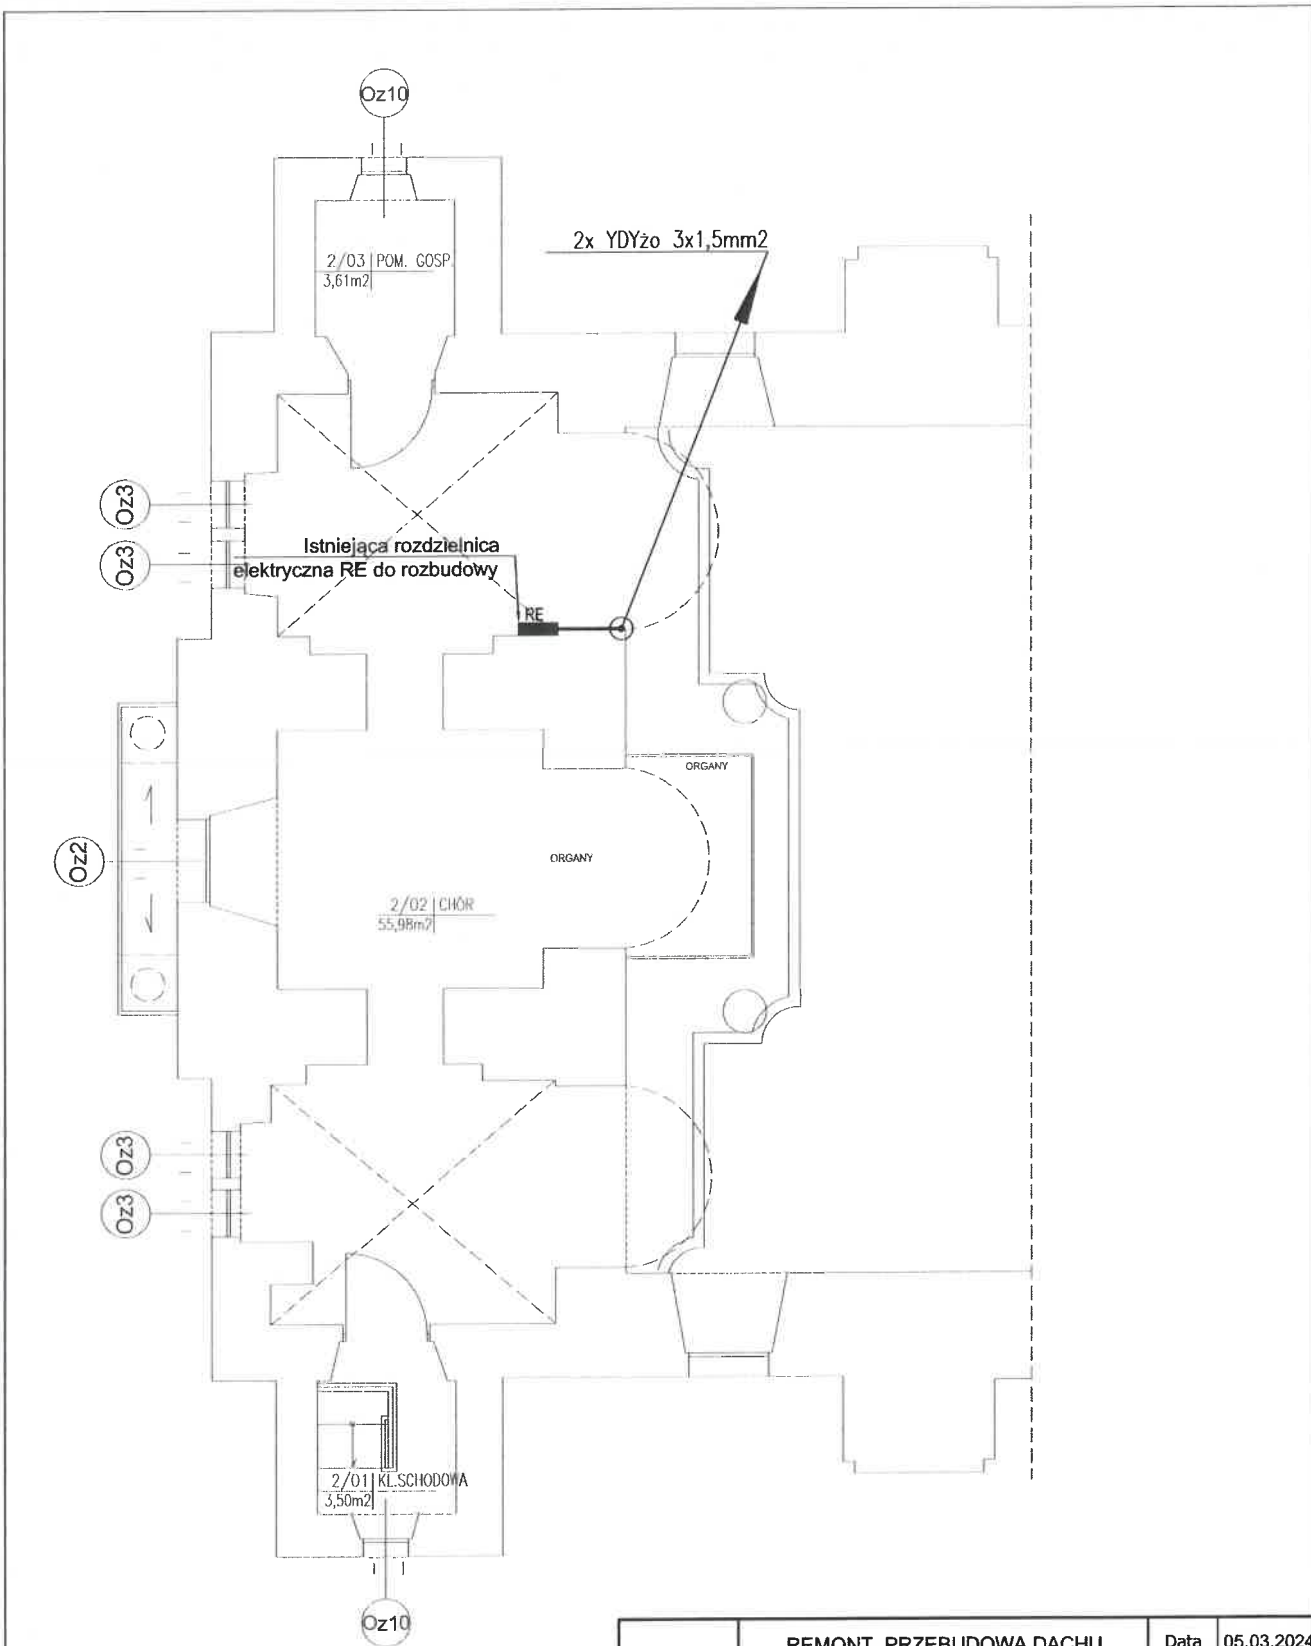 Oz10
2x YDYżo 3x1,5mm2
2/03 POM. GOSP.
3,61m2
Oz3
Oz3
Istniejąca rozdzielnica
elektryczna RE do rozbudowy
RE
ORGANY
Oz2
ORGANY
2/02 CHÓR
55,98m2
Oz3
Oz3
2/01 KL.SCHODOWA
3,50m2
Oz10
REMONT, PRZEBUDOWA DACHU
Data
05.03.2024